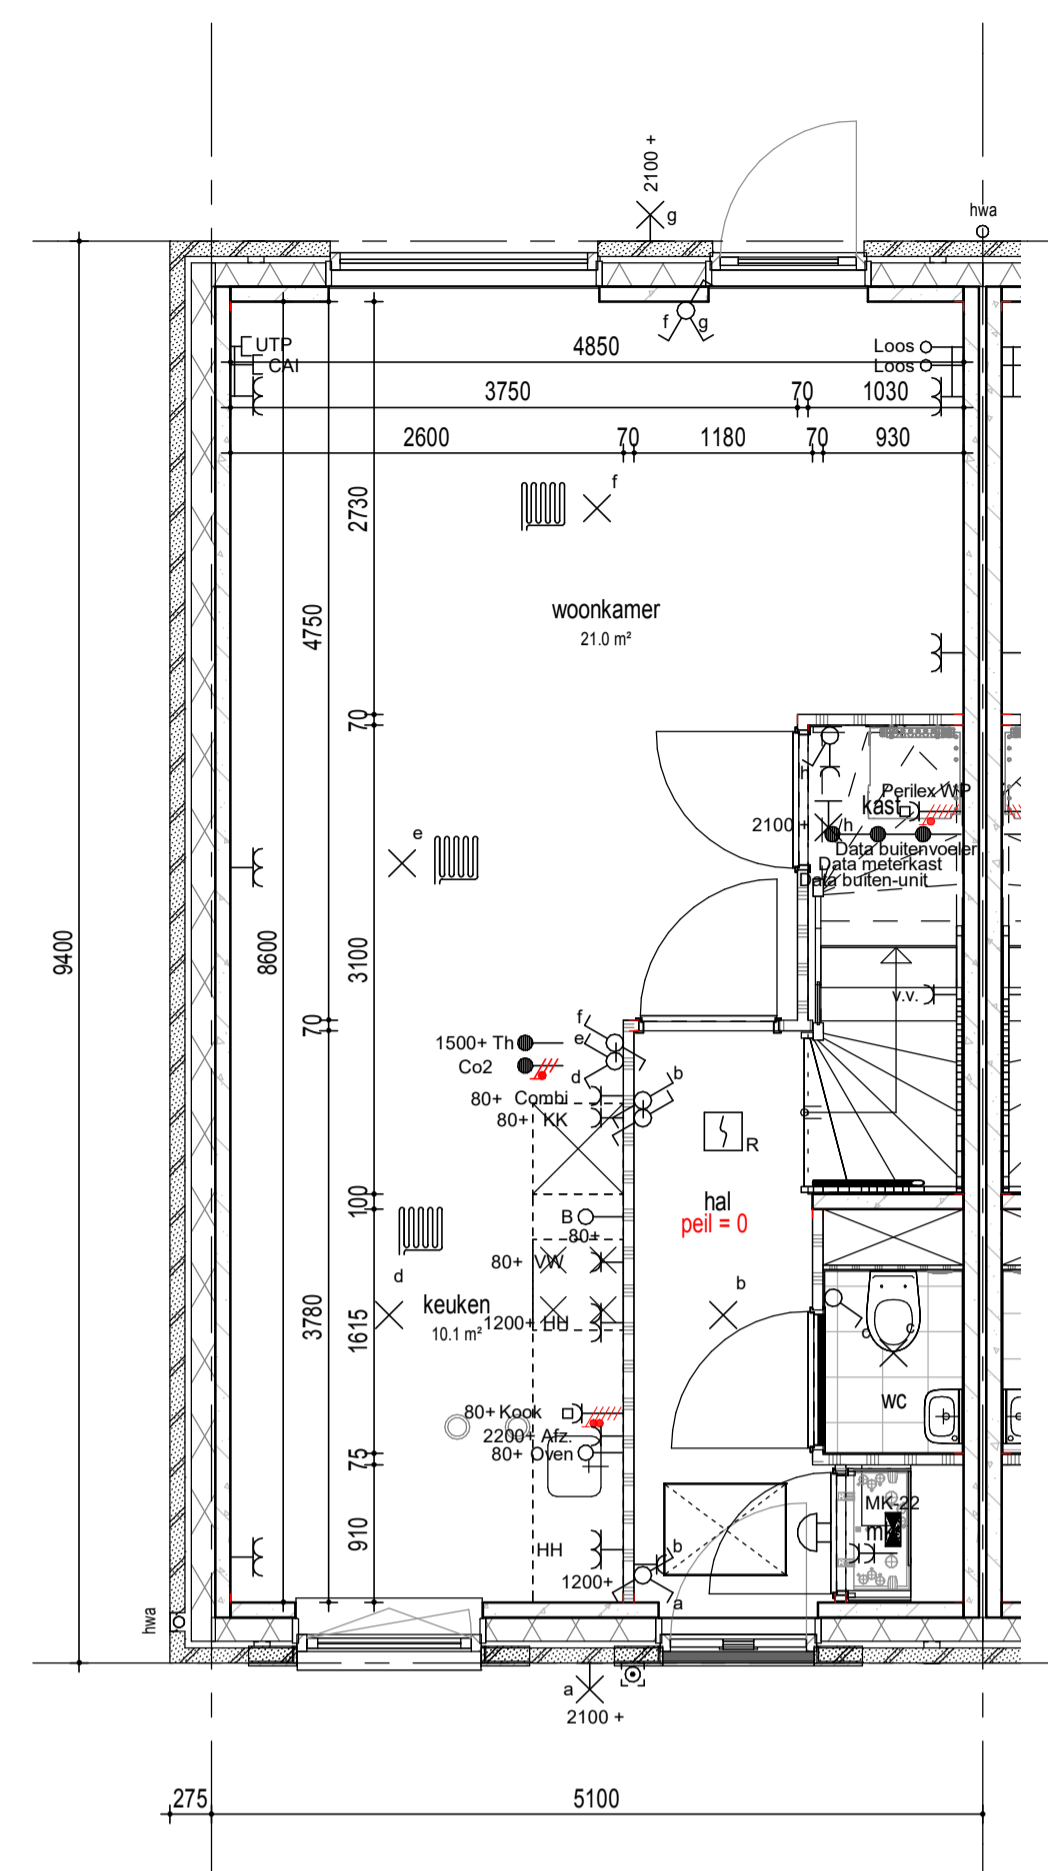 2100 +
g
hwa
f
g
UTP
CAI
4850
Loos
Loos
3750
70
1030
2600
70
1180
70
930
2730
f
woonkamer
21.0 m²
4750
70
h
Perilex WP
kast
2100 +
h
Data buitenvoeler
Data meterkast
Data buiten-unit
e
9400
8600
3100
v.v.
70
f
1500+ Th
e
Co2
d
b
80+ Combi
80+ KK
R
100
hal
peil = 0
B
80+
80+ VW
d
b
keuken
10.1 m²
3780
1615
1200+ HH
c
c
wc
80+ Kook
2200+ Afz.
80+ Oven
75
MK-22
910
HH
b
1200+
a
hwa
a
2100 +
275
5100